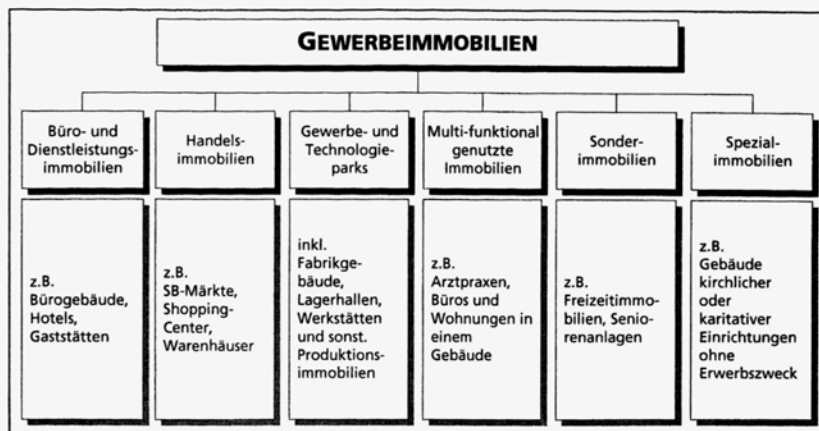 GEWERBEIMMOBILIEN
Büro- und
Dienstleistungs-
immobilien
Handels-
immobilien
Gewerbe- und
Technologie-
parks
Multi-funktional
genutzte
Immobilien
Sonder-
immobilien
Spezial-
immobilien
z.B.
Bürogebäude,
Hotels,
Gaststätten
z.B.
SB-Märkte,
Shopping-
Center,
Warenhäuser
inkl.
Fabrikge-
bäude,
Lagerhallen,
Werkstätten
und sonst.
Produktions-
immobilien
z.B.
Arztpraxen,
Büros und
Wohnungen in
einem
Gebäude
z.B.
Freizeitimmo-
bilien, Senio-
renanlagen
z.B.
Gebäude
kirchlicher
oder
karitativer
Einrichtungen
ohne
Erwerbszweck